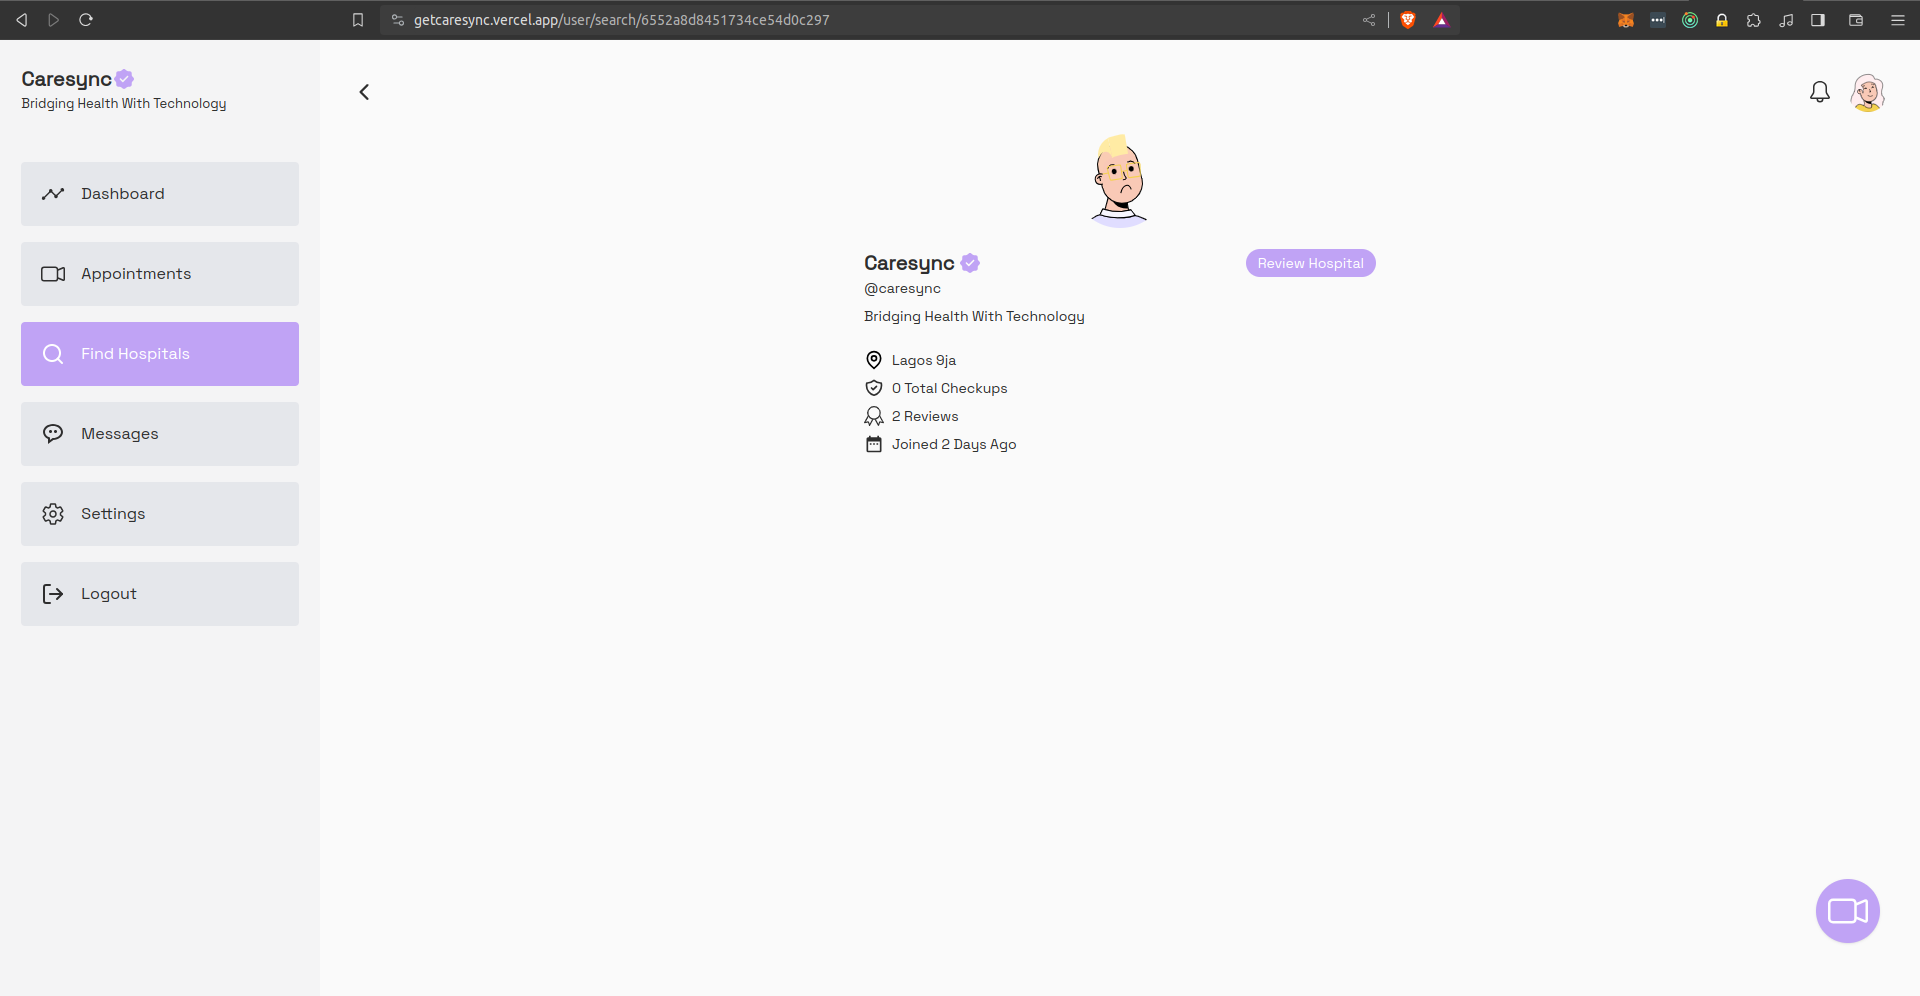 getcaresync.vercel.app/user/search/6552a8d8451734ce54d0c297
Caresync
Bridging Health With Technology
Dashboard
Appointments
Find Hospitals
Messages
Settings
Logout
Caresync
Review Hospital
@caresync
Bridging Health With Technology
Lagos 9ja
0 Total Checkups
2 Reviews
Joined 2 Days Ago